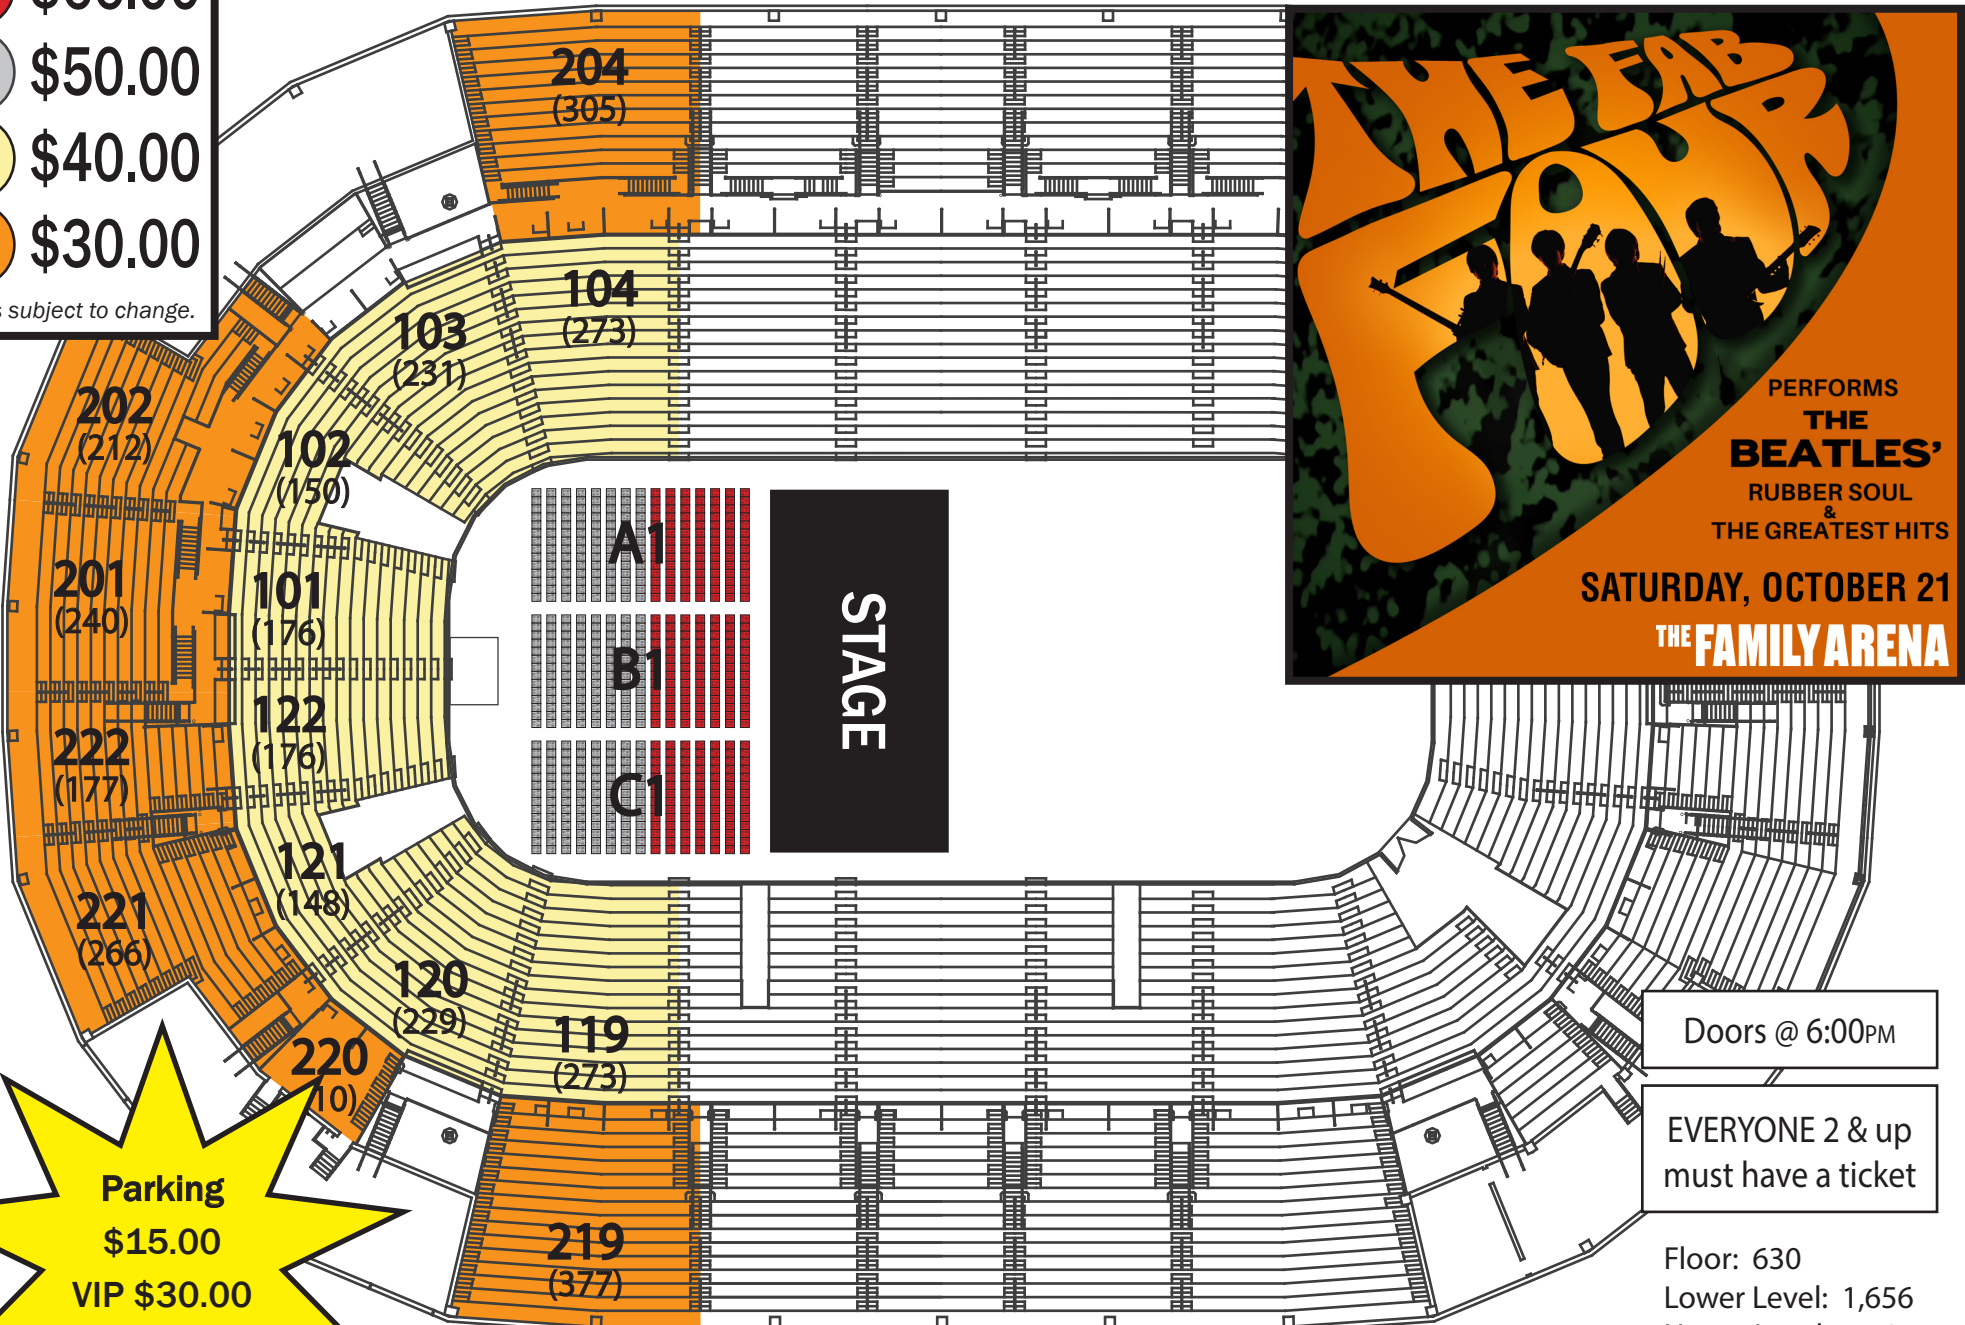 $50.00
$40.00
$30.00
subject to change.
204
(305)
104
(273)
103
(231)
102
(150)
202
(212)
201
(240)
101
(176)
122
(176)
222
(177)
121
(148)
221
(266)
120
(229)
220
10)
119
(273)
219
(377)
A1
B1
C1
STAGE
THE FAB
FOUR
PERFORMS
THE
BEATLES'
RUBBER SOUL
&
THE GREATEST HITS
SATURDAY, OCTOBER 21
THE FAMILY ARENA
Doors @ 6:00PM
EVERYONE 2 & up
must have a ticket
Floor: 630
Lower Level: 1,656
Parking
$15.00
VIP $30.00